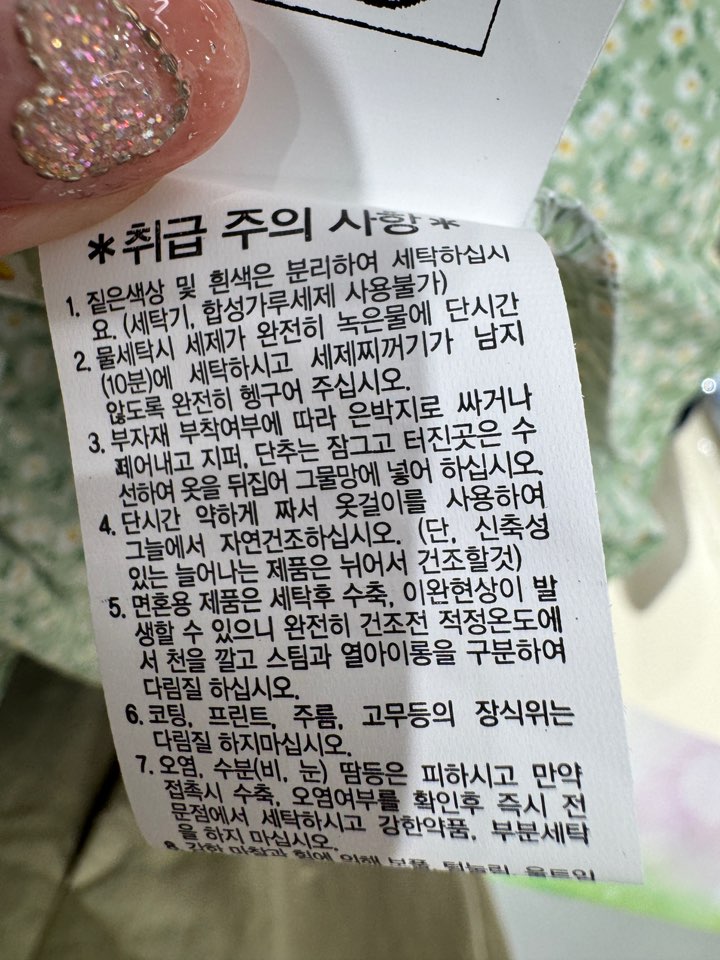 *취급 주의 사항*
1. 짙은색상 및 흰색은 분리하여 세탁하십시
요. (세탁기, 합성가루세제 사용불가)
2. 물세탁시 세제가 완전히 녹은물에 단시간
(10분)에 세탁하시고 세제찌꺼기가 남지
않도록 완전히 헹구어 주십시오.
3. 부자재 부착여부에 따라 은박지로 싸거나
폐어내고 지퍼, 단추는 잠그고 터진곳은 수
선하여 옷을 뒤집어 그물망에 넣어 하십시오.
4. 단시간 약하게 짜서 옷걸이를 사용하여
그늘에서 자연건조하십시오. (단, 신축성
있는 늘어나는 제품은 뉘어서 건조할것)
5. 면혼용 제품은 세탁후 수축, 이완현상이 발
생할 수 있으니 완전히 건조전 적정온도에
서 천을 깔고 스팀과 열아이롱을 구분하여
다림질 하십시오.
6. 코팅, 프린트, 주름, 고무등의 장식위는
다림질 하지마십시오.
7. 오염, 수분(비, 눈) 땀등은 피하시고 만약
접촉시 수축, 오염여부를 확인후 즉시 전
문점에서 세탁하시고 강한약품, 부분세탁
을 하지 마십시오.
8. 강한 마찰과 힘에 의해 보풀,